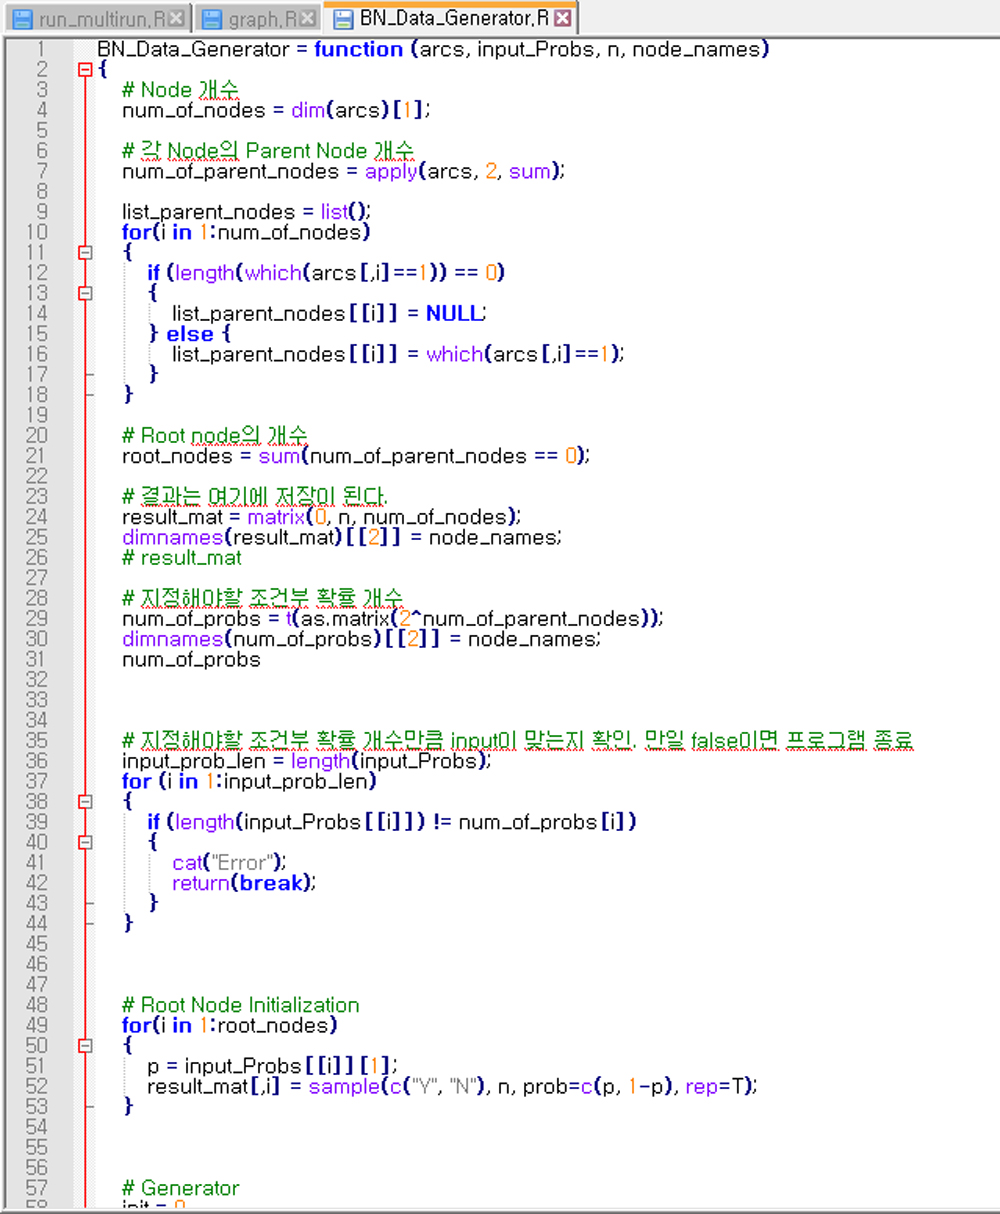 run_multirun.R
graph.R
BN_Data_Generator.R
1 BN_Data_Generator = function (arcs, input_Probs, n, node_names)
2 {
3 # Node 개수
4 num_of_nodes = dim(arcs)[1];
5
6 # 각 Node의 Parent Node 개수
7 num_of_parent_nodes = apply(arcs, 2, sum);
8
9 list_parent_nodes = list();
10 for(i in 1:num_of_nodes)
11 {
12 if (length(which(arcs[,i]==1)) == 0)
13 {
14 list_parent_nodes[[i]] = NULL;
15 } else {
16 list_parent_nodes[[i]] = which(arcs[,i]==1);
17 }
18 }
19
20 # Root node의 개수
21 root_nodes = sum(num_of_parent_nodes == 0);
22
23 # 결과는 여기에 저장이 된다.
24 result_mat = matrix(0, n, num_of_nodes);
25 dimnames(result_mat)[[2]] = node_names;
26 # result_mat
27
28 # 지정해야할 조건부 확률 개수
29 num_of_probs = t(as.matrix(2^num_of_parent_nodes));
30 dimnames(num_of_probs)[[2]] = node_names;
31 num_of_probs
32
33
34
35 # 지정해야할 조건부 확률 개수만큼 input이 맞는지 확인. 만일 false이면 프로그램 종료
36 input_prob_len = length(input_Probs);
37 for (i in 1:input_prob_len)
38 {
39 if (length(input_Probs[[i]]) != num_of_probs[i])
40 {
41 cat("Error");
42 return(break);
43 }
44 }
45
46
47
48 # Root Node Initialization
49 for(i in 1:root_nodes)
50 {
51 p = input_Probs[[i]][1];
52 result_mat[,i] = sample(c("Y", "N"), n, prob=c(p, 1-p), rep=T);
53 }
54
55
56
57 # Generator
58 init = 0